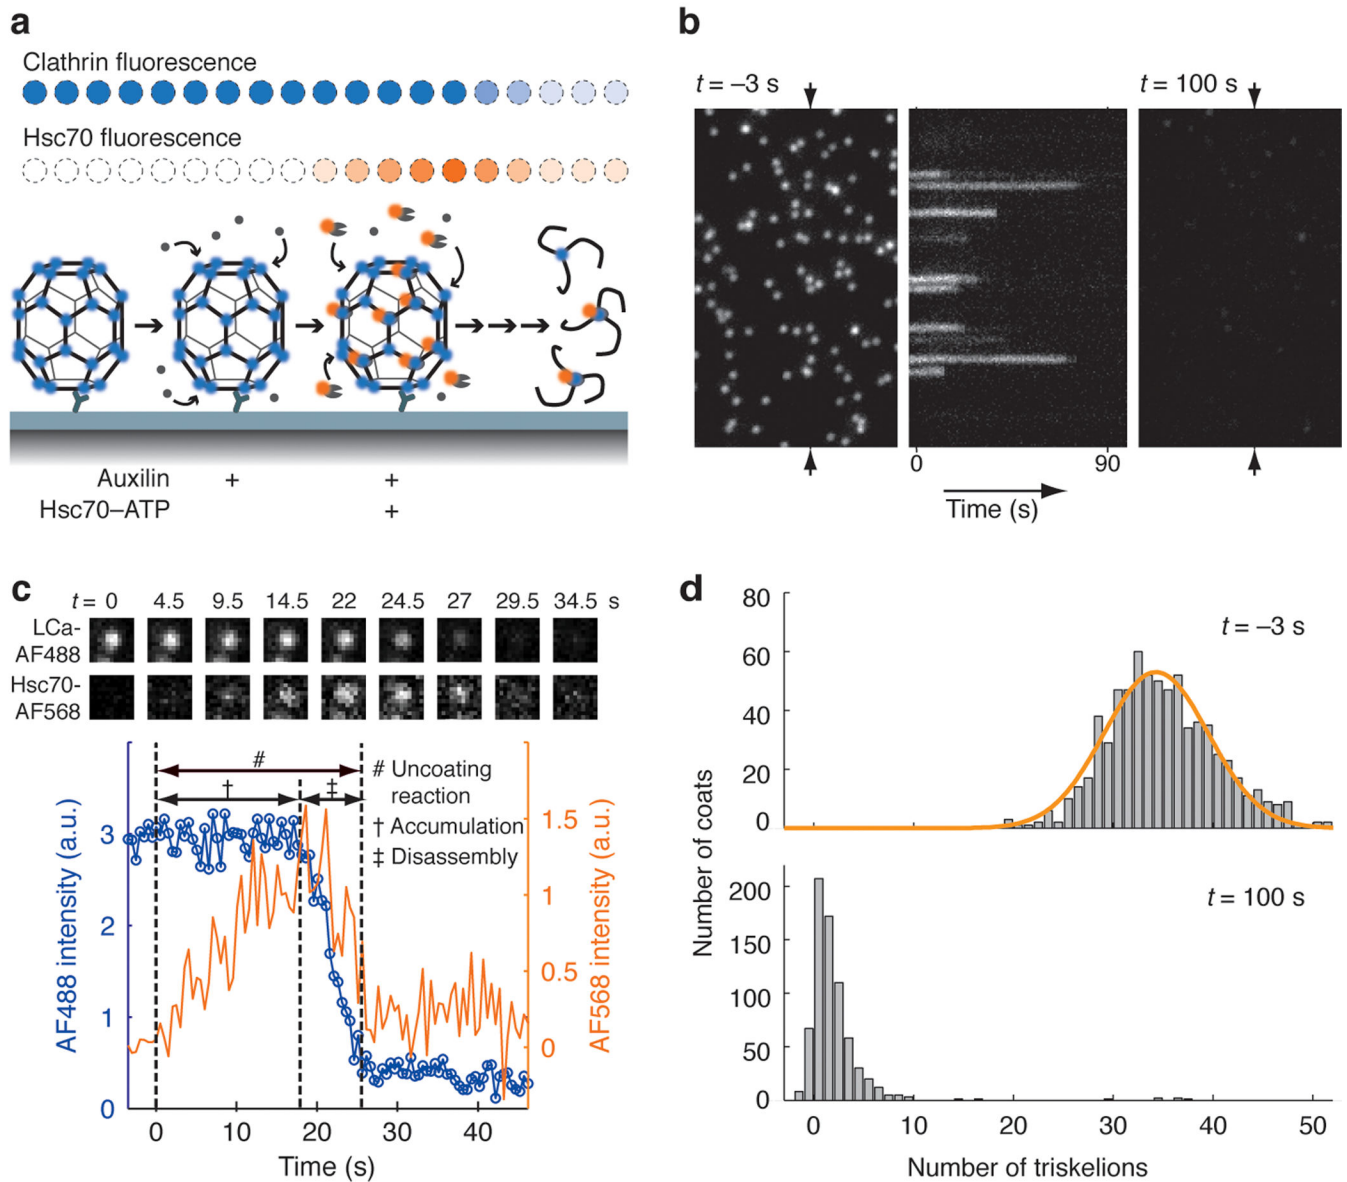 a
Clathrin fluorescence
Hsc70 fluorescence
Auxilin + +
Hsc70–ATP +
b
t = –3 s
t = 100 s
0 90
Time (s)
c
t = 0 4.5 9.5 14.5 22 24.5 27 29.5 34.5 s
LCa-
AF488
Hsc70-
AF568
#
† ‡
# Uncoating
reaction
† Accumulation
‡ Disassembly
AF488 intensity (a.u.)
3
2
1
0
AF568 intensity (a.u.)
1.5
1
0.5
0
0 10 20 30 40
Time (s)
d
Number of coats
80
60
40
20
0
t = –3 s
200
150
100
50
0
t = 100 s
0 10 20 30 40 50
Number of triskelions